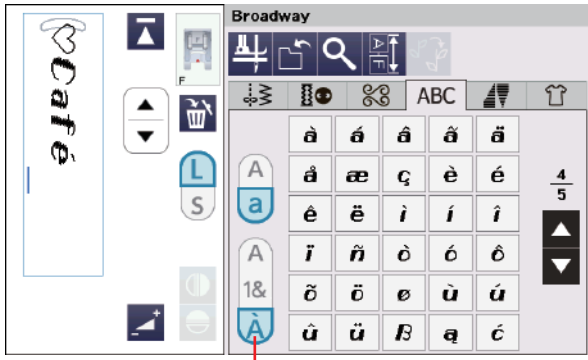 Broadway
♡Café
F
L
S
ABC
A
a
A
1&
À
à á â ã ä
å æ ç è é
ê ë ì í î
ï ñ ò ó ô
õ ö ø ù ú
û ü ß ą ć
4
5